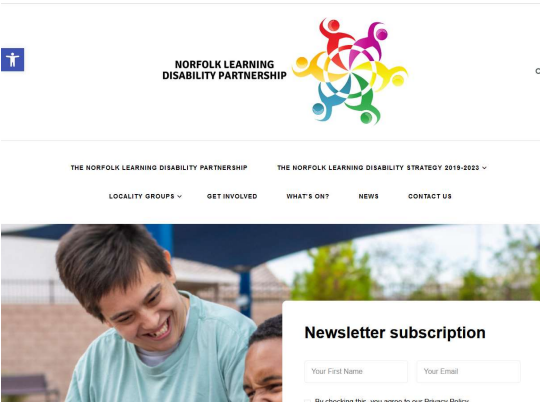 NORFOLK LEARNING
DISABILITY PARTNERSHIP
THE NORFOLK LEARNING DISABILITY PARTNERSHIP THE NORFOLK LEARNING DISABILITY STRATEGY 2019-2023
LOCALITY GROUPS GET INVOLVED WHAT'S ON? NEWS CONTACT US
Newsletter subscription
Your First Name Your Email
By checking this, you agree to our Privacy Policy.